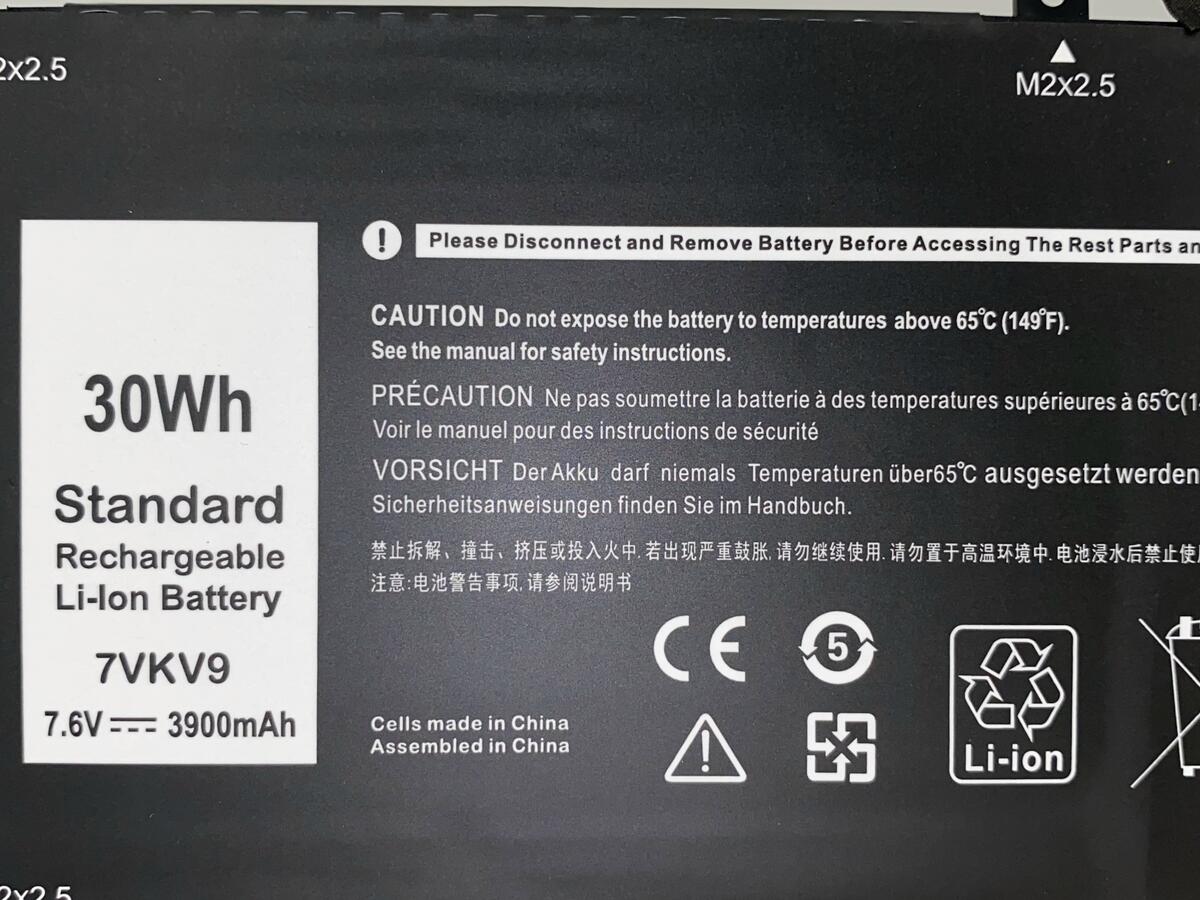 2x2.5
M2x2.5
Please Disconnect and Remove Battery Before Accessing The Rest Parts
CAUTION Do not expose the battery to temperatures above 65℃ (149℉).
See the manual for safety instructions.
PRÉCAUTION Ne pas soumettre la batterie à des temperatures supérieures à 65℃(1
Voir le manuel pour des instructions de sécurité
VORSICHT Der Akku darf niemals Temperaturen über65℃ ausgesetzt werden
Sicherheitsanweisungen finden Sie im Handbuch.
禁止拆解、撞击、挤压或投入火中.若出现严重鼓胀,请勿继续使用.请勿置于高温环境中.电池浸水后禁止使
注意:电池警告事项,请参阅说明书
30Wh
Standard
Rechargeable
Li-Ion Battery
7VKV9
7.6V 3900mAh
Cells made in China
Assembled in China
CE
5
Li-ion
2x2.5